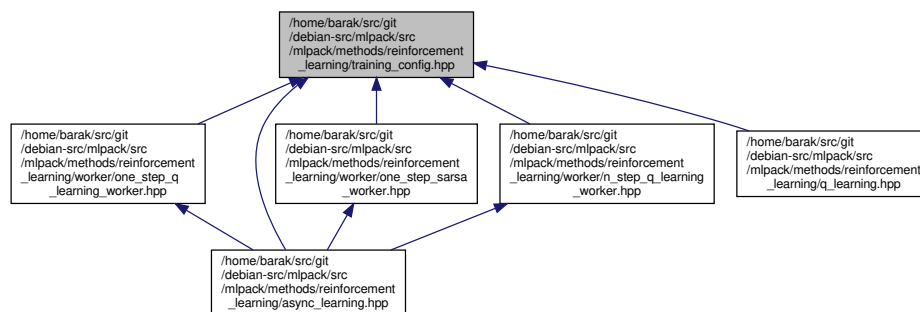 /home/barak/src/git
/debian-src/mlpack/src
/mlpack/methods/reinforcement
_learning/training_config.hpp
/home/barak/src/git
/debian-src/mlpack/src
/mlpack/methods/reinforcement
_learning/worker/one_step_q
_learning_worker.hpp
/home/barak/src/git
/debian-src/mlpack/src
/mlpack/methods/reinforcement
_learning/worker/one_step_sarsa
_worker.hpp
/home/barak/src/git
/debian-src/mlpack/src
/mlpack/methods/reinforcement
_learning/worker/n_step_q_learning
_worker.hpp
/home/barak/src/git
/debian-src/mlpack/src
/mlpack/methods/reinforcement
_learning/q_learning.hpp
/home/barak/src/git
/debian-src/mlpack/src
/mlpack/methods/reinforcement
_learning/async_learning.hpp